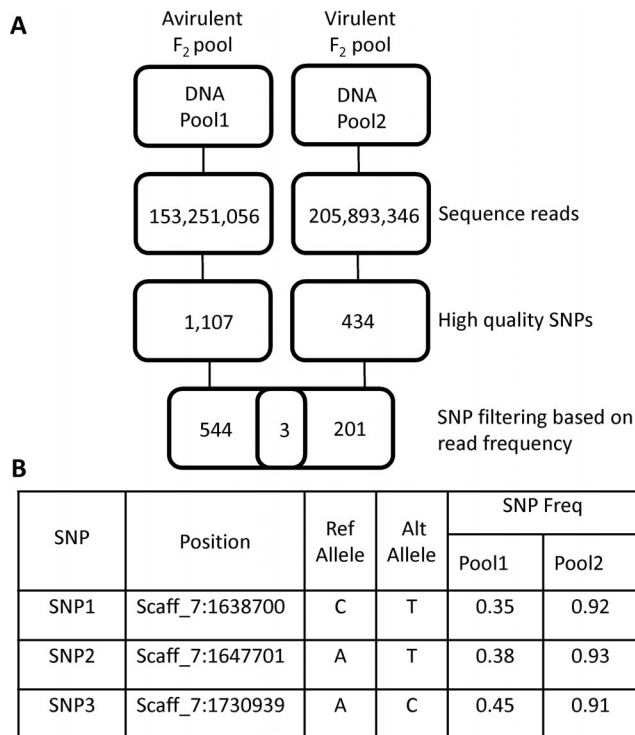 A
Avirulent
F₂ pool
Virulent
F₂ pool
DNA
Pool1
DNA
Pool2
153,251,056
205,893,346
Sequence reads
1,107
434
High quality SNPs
544
3
201
SNP filtering based on
read frequency
B
SNP Position Ref Allele Alt Allele SNP Freq
Pool1 Pool2
SNP1 Scaff_7:1638700 C T 0.35 0.92
SNP2 Scaff_7:1647701 A T 0.38 0.93
SNP3 Scaff_7:1730939 A C 0.45 0.91